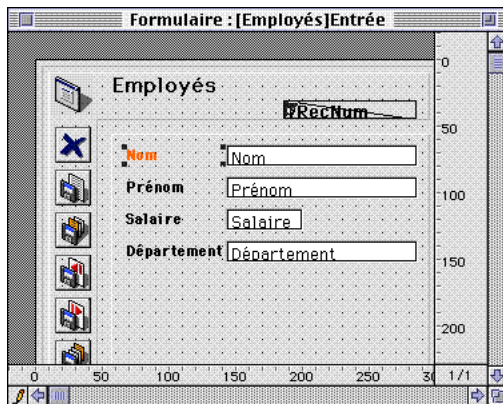 Formulaire : [Employés]Entrée
Employés
#RecNum
Nom Nom
Prénom Prénom
Salaire Salaire
Département Département
0
50
100
150
200
0 50 100 150 200 250 30 1/1